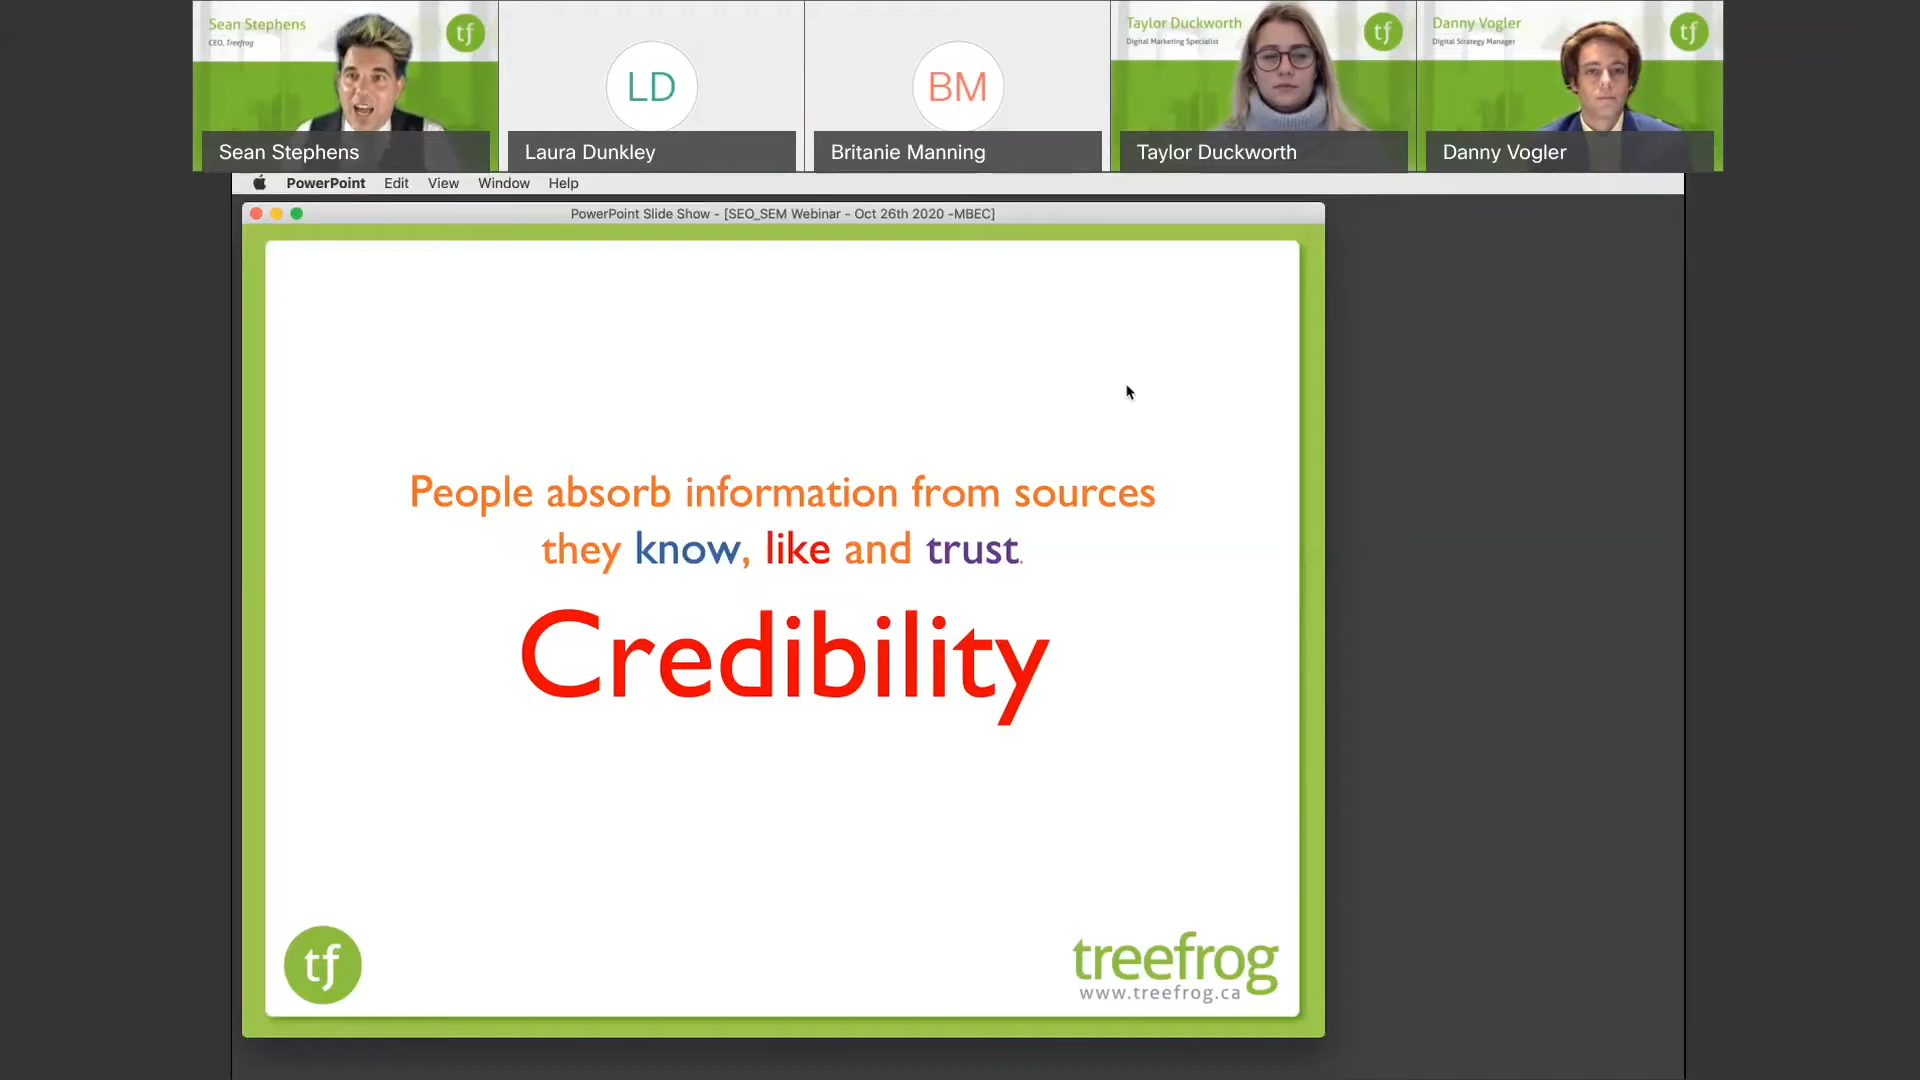 Sean Stephens
CEO, Treefrog
tf
Sean Stephens
LD
Laura Dunkley
BM
Britanie Manning
Taylor Duckworth
Digital Marketing Specialist
tf
Taylor Duckworth
Danny Vogler
Digital Strategy Manager
tf
Danny Vogler
PowerPoint Edit View Window Help
PowerPoint Slide Show - [SEO_SEM Webinar - Oct 26th 2020 -MBEC]
People absorb information from sources
they know, like and trust.
Credibility
tf
treefrog
www.treefrog.ca